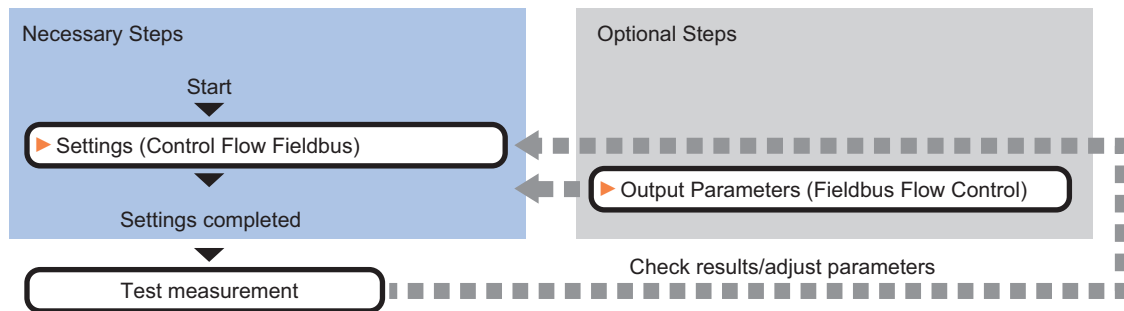 Necessary Steps
Optional Steps
Start
Settings (Control Flow Fieldbus)
Output Parameters (Fieldbus Flow Control)
Settings completed
Check results/adjust parameters
Test measurement